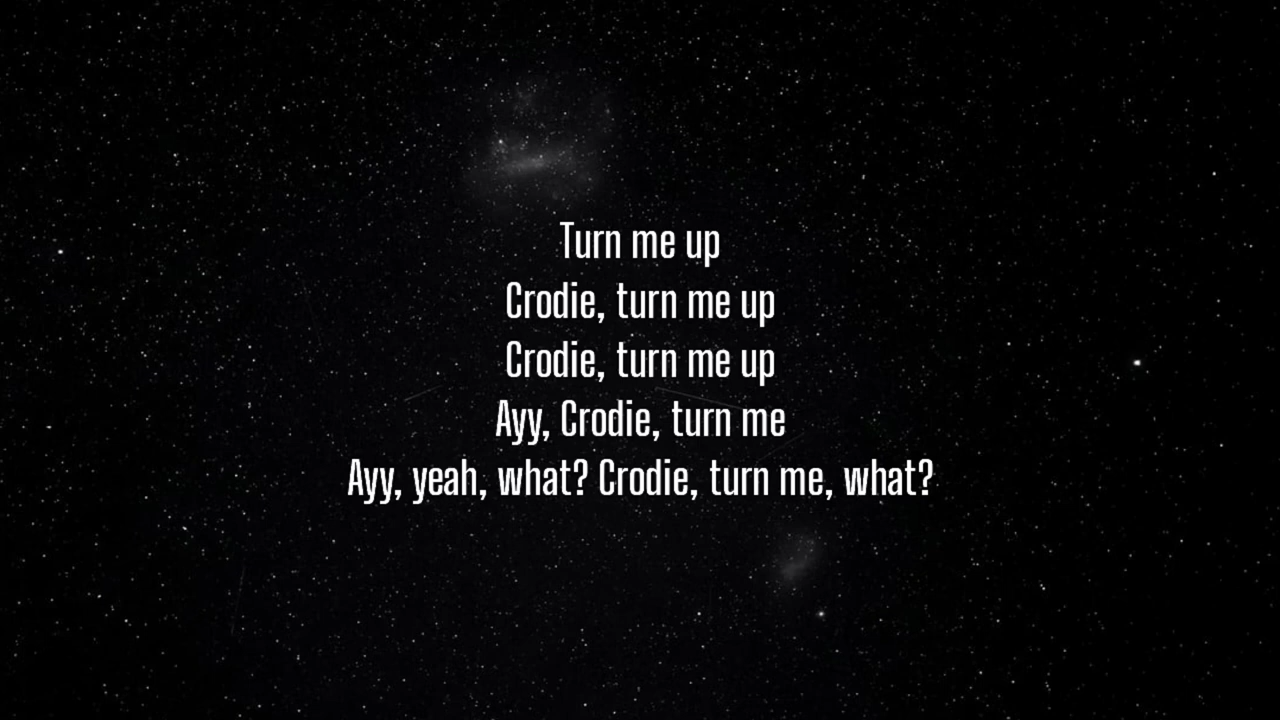 Turn me up
Crodie, turn me up
Crodie, turn me up
Ayy, Crodie, turn me
Ayy, yeah, what? Crodie, turn me, what?